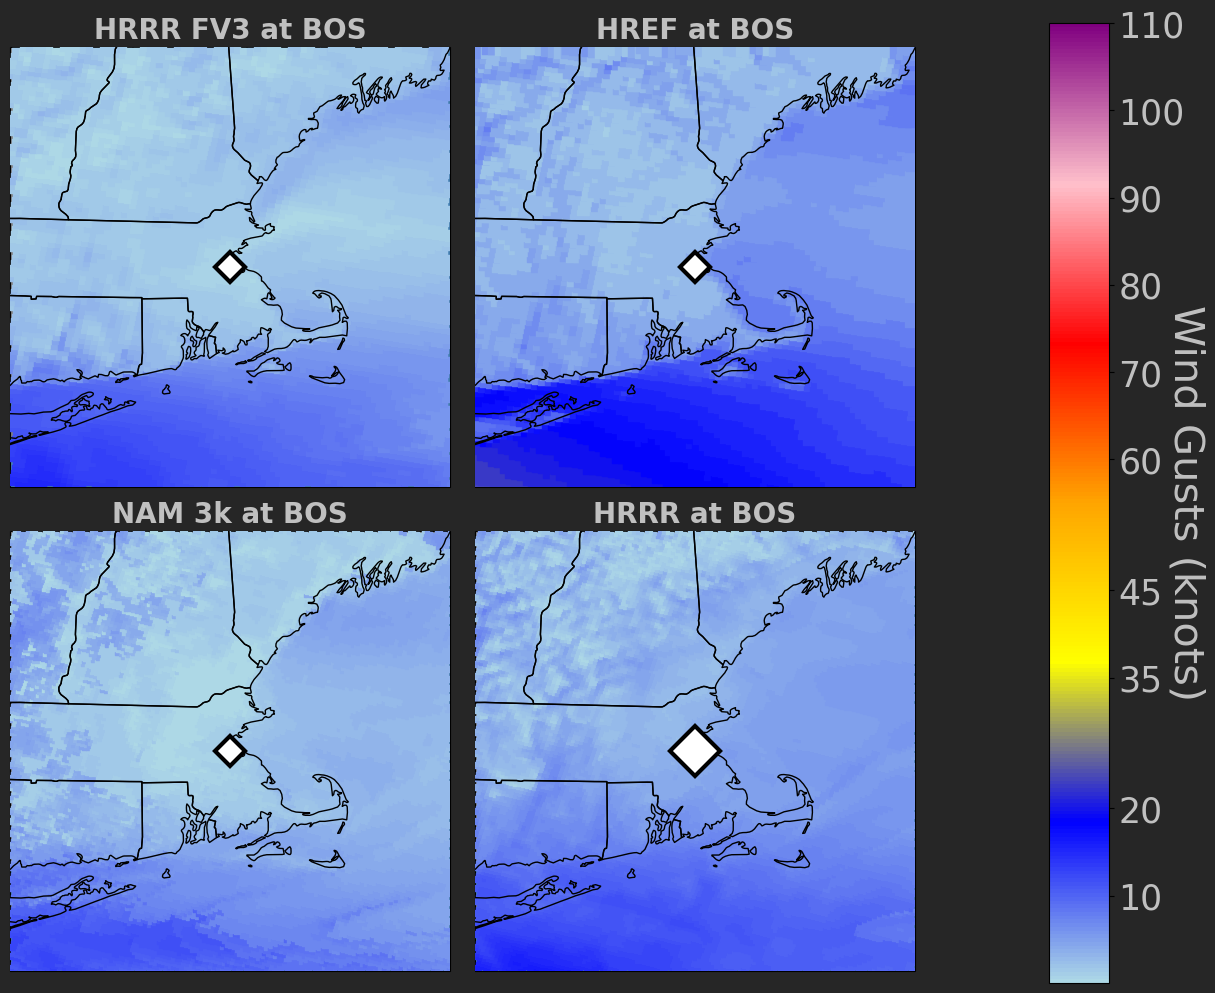 HRRR FV3 at BOS
HREF at BOS
NAM 3k at BOS
HRRR at BOS
110
100
90
80
70
60
45
35
20
10
Wind Gusts (knots)